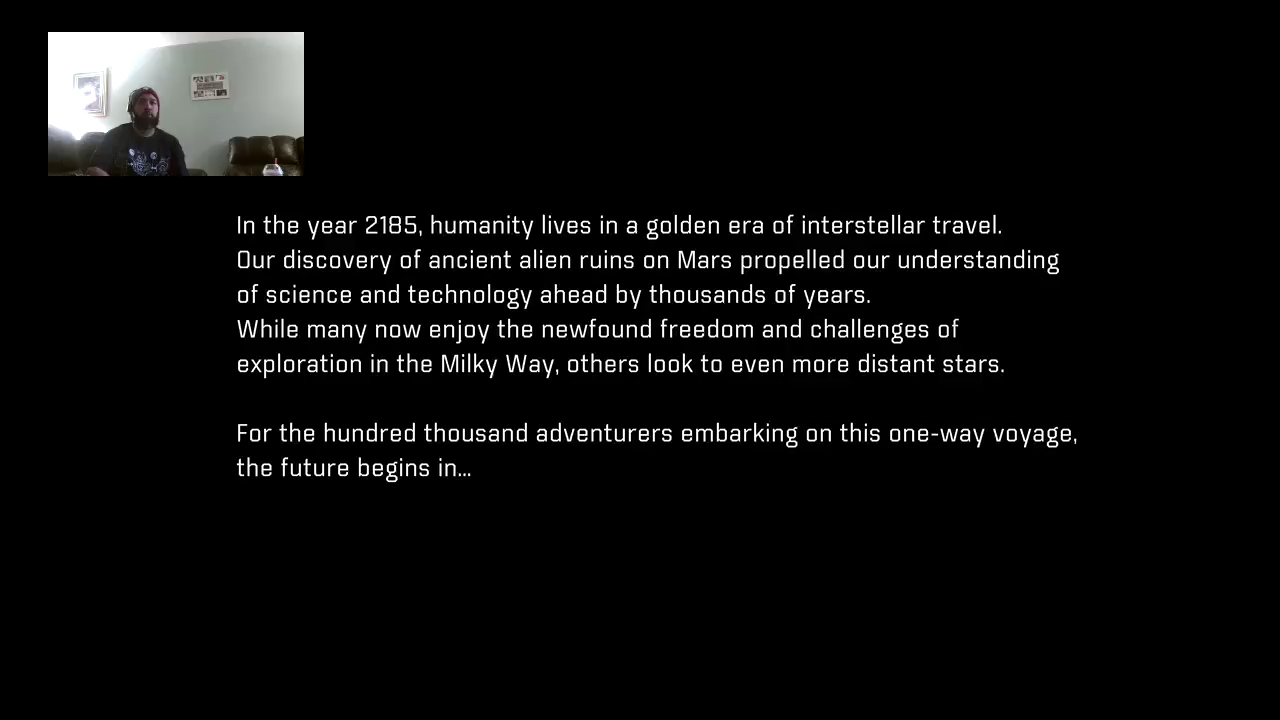 In the year 2185, humanity lives in a golden era of interstellar travel.
Our discovery of ancient alien ruins on Mars propelled our understanding
of science and technology ahead by thousands of years.
While many now enjoy the newfound freedom and challenges of
exploration in the Milky Way, others look to even more distant stars.
For the hundred thousand adventurers embarking on this one-way voyage,
the future begins in...